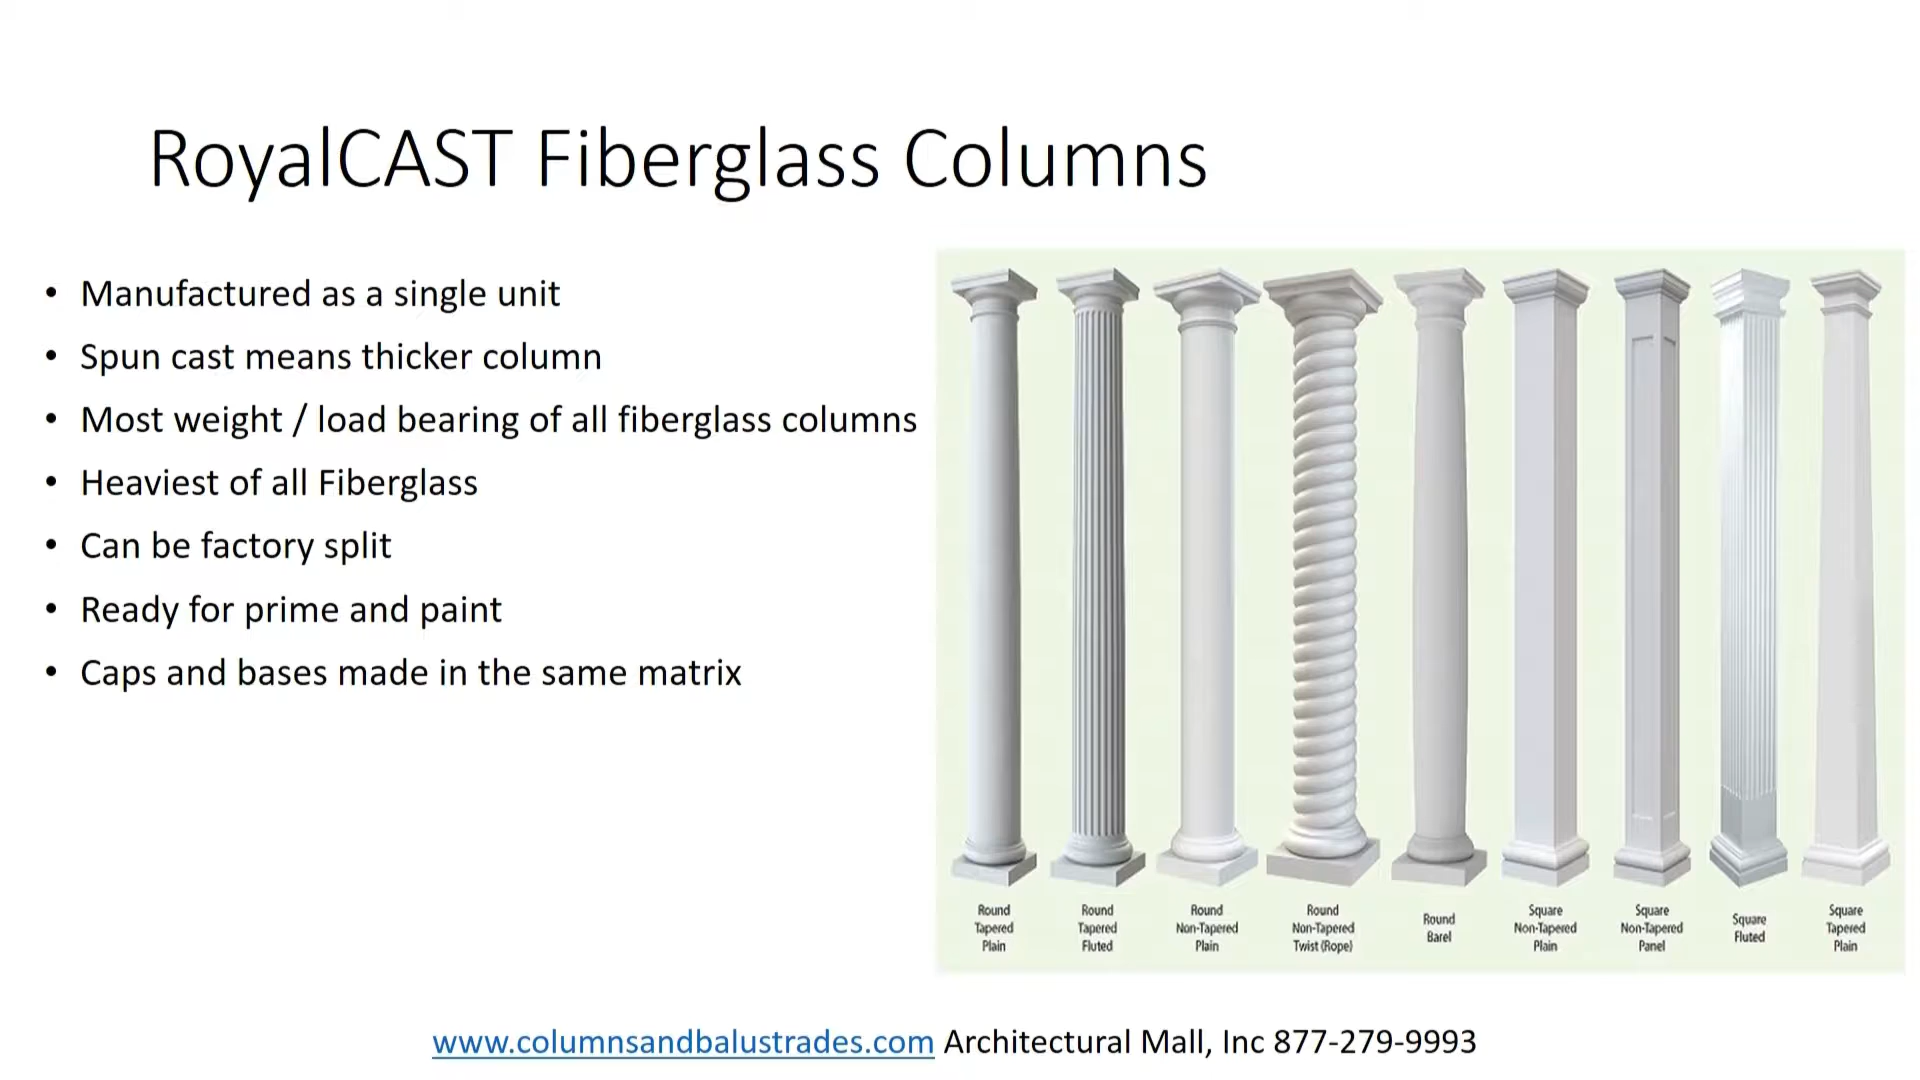 RoyalCAST Fiberglass Columns
• Manufactured as a single unit
• Spun cast means thicker column
• Most weight / load bearing of all fiberglass columns
• Heaviest of all Fiberglass
• Can be factory split
• Ready for prime and paint
• Caps and bases made in the same matrix
Round
Tapered
Plain
Round
Tapered
Fluted
Round
Non-Tapered
Plain
Round
Non-Tapered
Twist (Rope)
Round
Barel
Square
Non-Tapered
Plain
Square
Non-Tapered
Panel
Square
Fluted
Square
Tapered
Plain
www.columnsandbalustrades.com Architectural Mall, Inc 877-279-9993